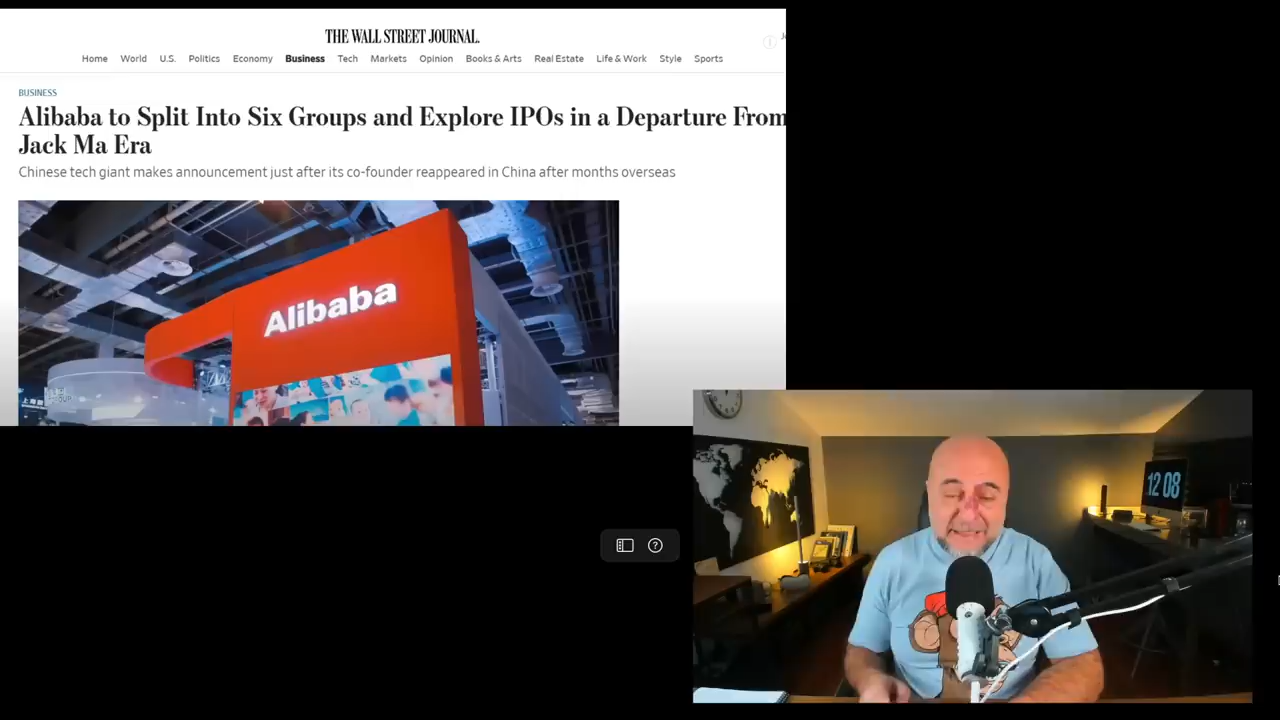 THE WALL STREET JOURNAL.
Home World U.S. Politics Economy Business Tech Markets Opinion Books & Arts Real Estate Life & Work Style Sports
BUSINESS
Alibaba to Split Into Six Groups and Explore IPOs in a Departure From
Jack Ma Era
Chinese tech giant makes announcement just after its co-founder reappeared in China after months overseas
Alibaba
12 08